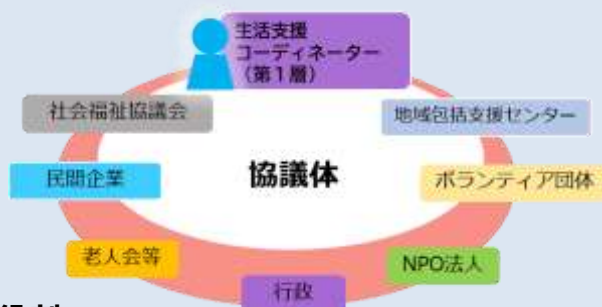 生活支援
コーディネーター
（第１層）
社会福祉協議会
地域包括支援センター
民間企業
協議体
ボランティア団体
老人会等
NPO法人
行政